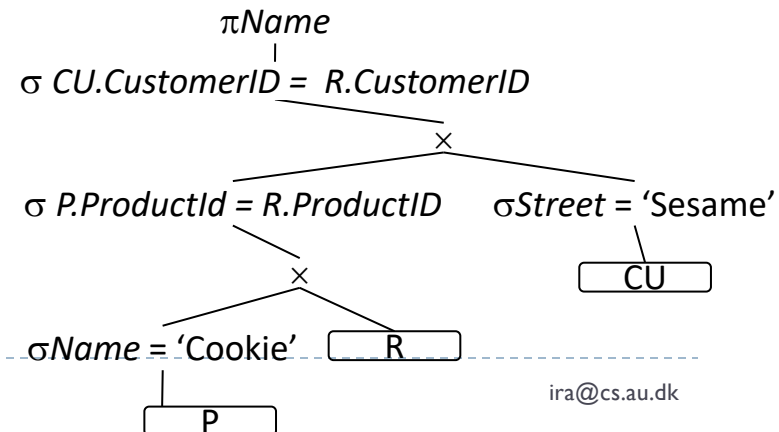 πName
σ CU.CustomerID = R.CustomerID
×
σ P.ProductId = R.ProductID
σStreet = ‘Sesame’
×
CU
σName = ‘Cookie’
R
ira@cs.au.dk
P